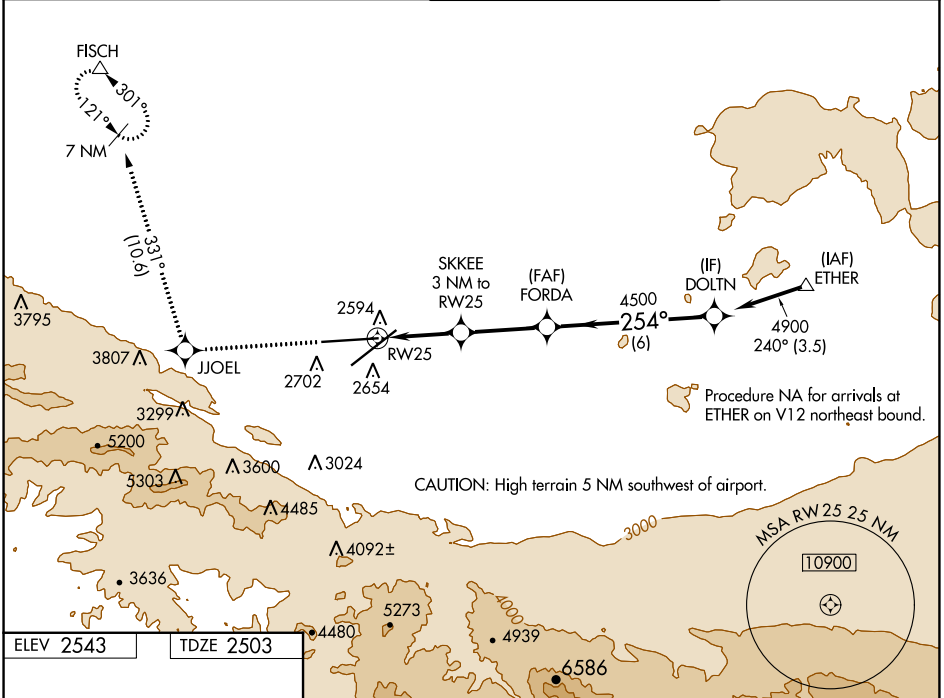 FISCH
301°
121°
7 NM
331°
(10.6)
SKKEE
3 NM to
RW25
(FAF)
FORDA
(IF)
DOLTN
(IAF)
ETHER
4500
254°
(6)
4900
240° (3.5)
2594
RW25
JJOEL
2702
2654
3795
3807
3299
Procedure NA for arrivals at
ETHER on V12 northeast bound.
5200
5303
3600
3024
4485
CAUTION: High terrain 5 NM southwest of airport.
3000
4092±
MSA RW25 25 NM
10900
3636
4000
5273
4480
4939
6586
ELEV 2543
TDZE 2503